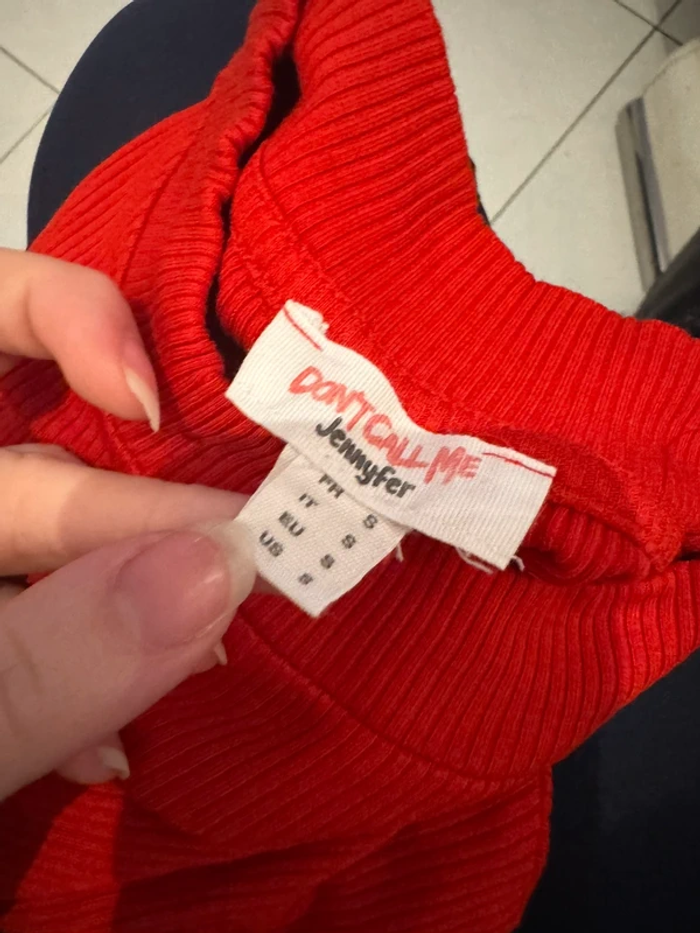 DON'T CALL ME
Jennyfer
FR S
IT S
EU S
US S